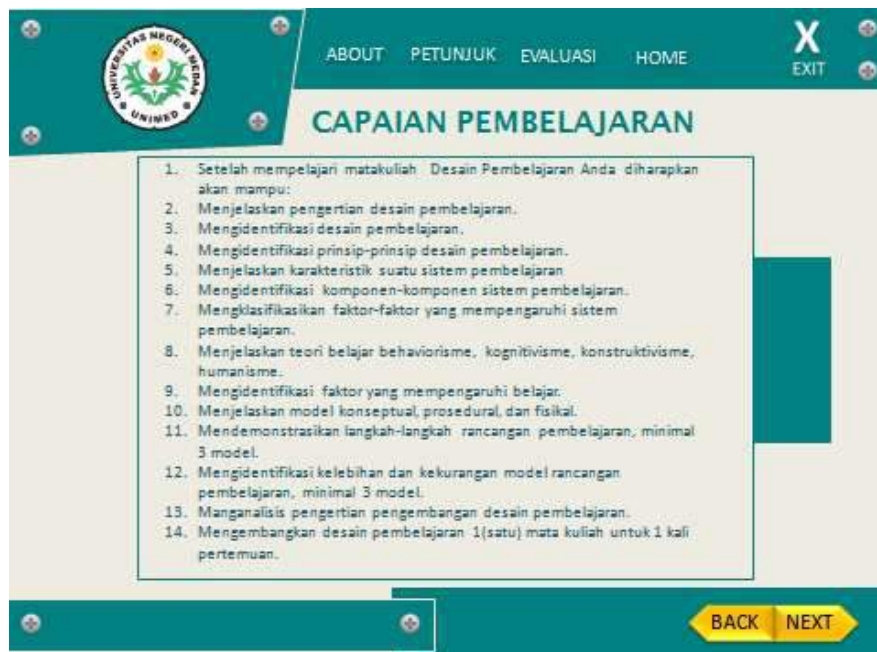 UNIVERSITAS NEGERI MEDAN
UNIMED
ABOUT PETUNJUK EVALUASI HOME
X
EXIT
CAPAIAN PEMBELAJARAN
1. Setelah mempelajari matakuliah Desain Pembelajaran Anda diharapkan
akan mampu:
2. Menjelaskan pengertian desain pembelajaran.
3. Mengidentifikasi desain pembelajaran.
4. Mengidentifikasi prinsip-prinsip desain pembelajaran.
5. Menjelaskan karakteristik suatu sistem pembelajaran
6. Mengidentifikasi komponen-komponen sistem pembelajaran.
7. Mengklasifikasikan faktor-faktor yang mempengaruhi sistem
pembelajaran.
8. Menjelaskan teori belajar behaviorisme, kognitivisme, konstruktivisme,
humanisme.
9. Mengidentifikasi faktor yang mempengaruhi belajar.
10. Menjelaskan model konseptual, prosedural, dan fisikal.
11. Mendemonstrasikan langkah-langkah rancangan pembelajaran, minimal
3 model.
12. Mengidentifikasi kelebihan dan kekurangan model rancangan
pembelajaran, minimal 3 model.
13. Manganalisis pengertian pengembangan desain pembelajaran.
14. Mengembangkan desain pembelajaran 1(satu) mata kuliah untuk 1 kali
pertemuan.
BACK NEXT